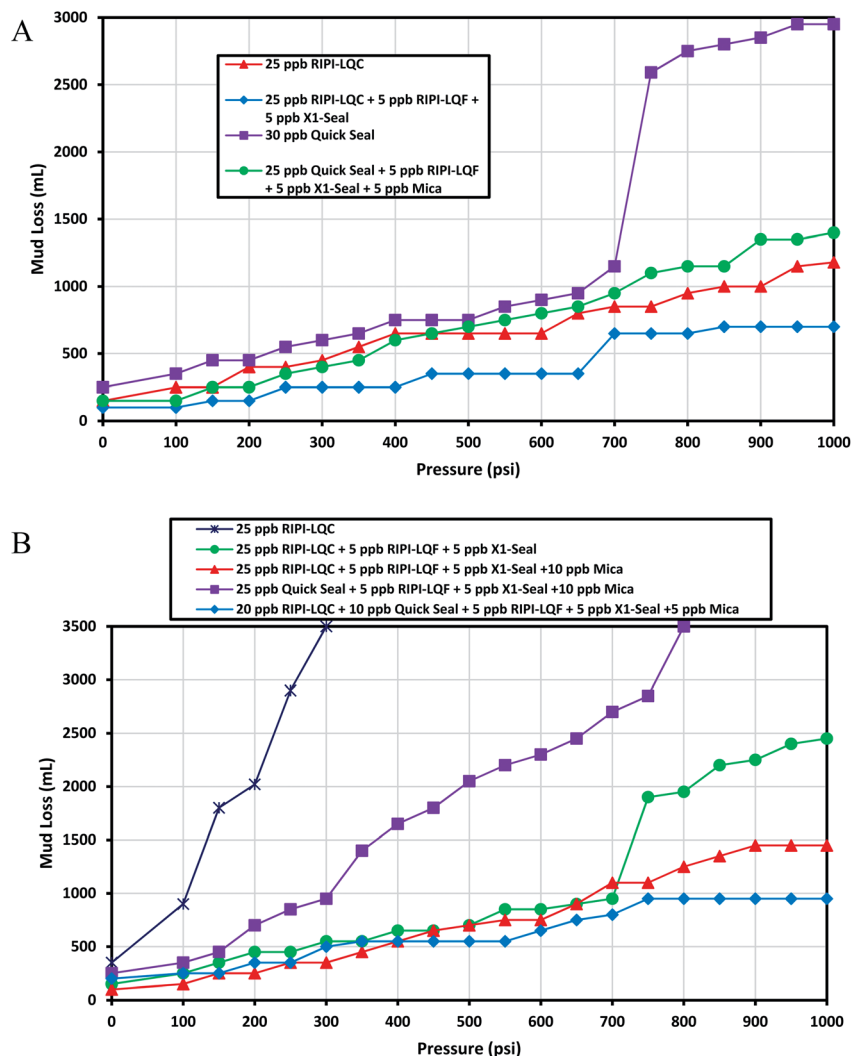 A
3000
2500
2000
1500
1000
500
0
Mud Loss (mL)
25 ppb RIPI-LQC
25 ppb RIPI-LQC + 5 ppb RIPI-LQF +
5 ppb X1-Seal
30 ppb Quick Seal
25 ppb Quick Seal + 5 ppb RIPI-LQF
+ 5 ppb X1-Seal + 5 ppb Mica
0 100 200 300 400 500 600 700 800 900 1000
Pressure (psi)
B
25 ppb RIPI-LQC
25 ppb RIPI-LQC + 5 ppb RIPI-LQF + 5 ppb X1-Seal
25 ppb RIPI-LQC + 5 ppb RIPI-LQF + 5 ppb X1-Seal +10 ppb Mica
25 ppb Quick Seal + 5 ppb RIPI-LQF + 5 ppb X1-Seal +10 ppb Mica
20 ppb RIPI-LQC + 10 ppb Quick Seal + 5 ppb RIPI-LQF + 5 ppb X1-Seal +5 ppb Mica
3500
3000
2500
2000
1500
1000
500
0
Mud Loss (mL)
0 100 200 300 400 500 600 700 800 900 1000
Pressure (psi)